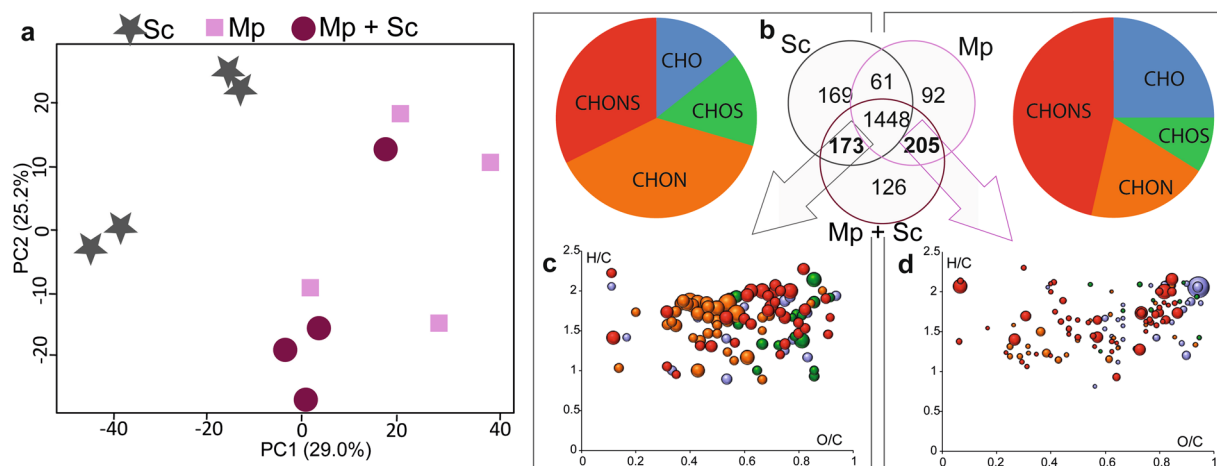 a
Sc Mp Mp + Sc
PC2 (25.2%)
20
10
0
-10
-20
-40 -20 0 20 40
PC1 (29.0%)
CHO
CHOS
CHON
CHONS
b
Sc
Mp
169 61 92
1448
173 205
126
Mp + Sc
CHO
CHOS
CHON
CHONS
c
H/C
2.5
2
1.5
1
0.5
0
0 0.2 0.4 0.6 0.8 1
O/C
d
H/C
2.5
2
1.5
1
0.5
0
0 0.2 0.4 0.6 0.8 1
O/C